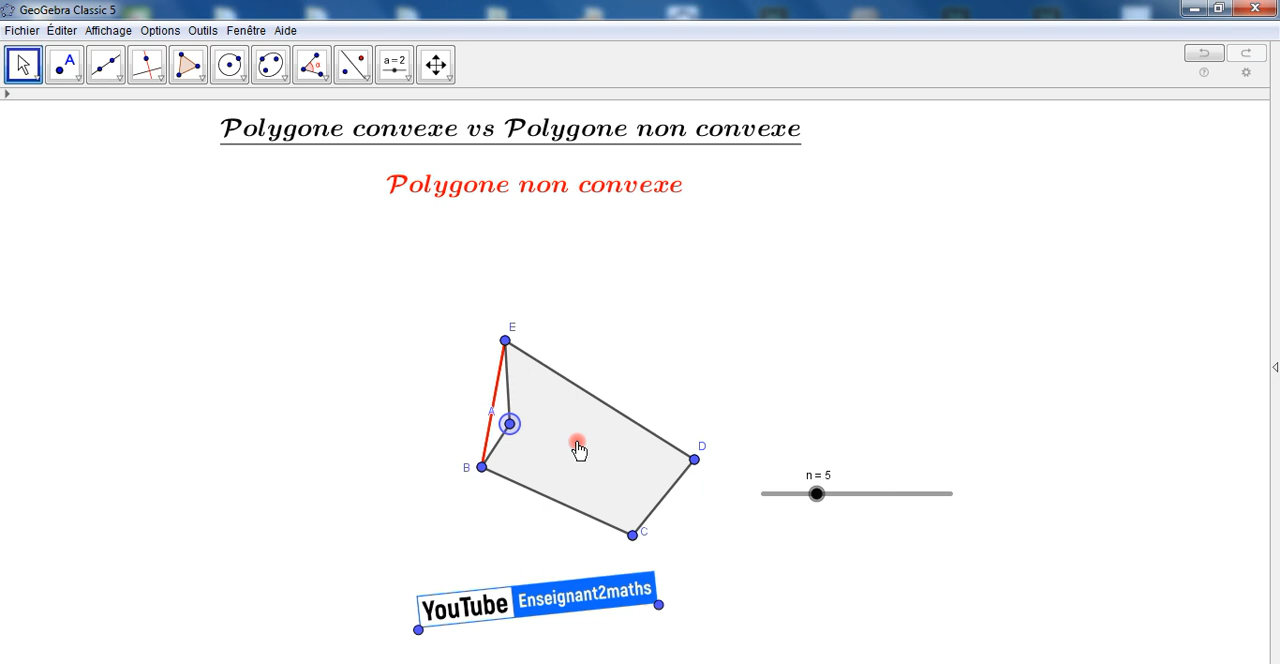 GeoGebra Classic 5
Fichier Éditer Affichage Options Outils Fenêtre Aide
A
α
a = 2
Polygone convexe vs Polygone non convexe
Polygone non convexe
E
A
D
B
n = 5
C
YouTube Enseignant2maths